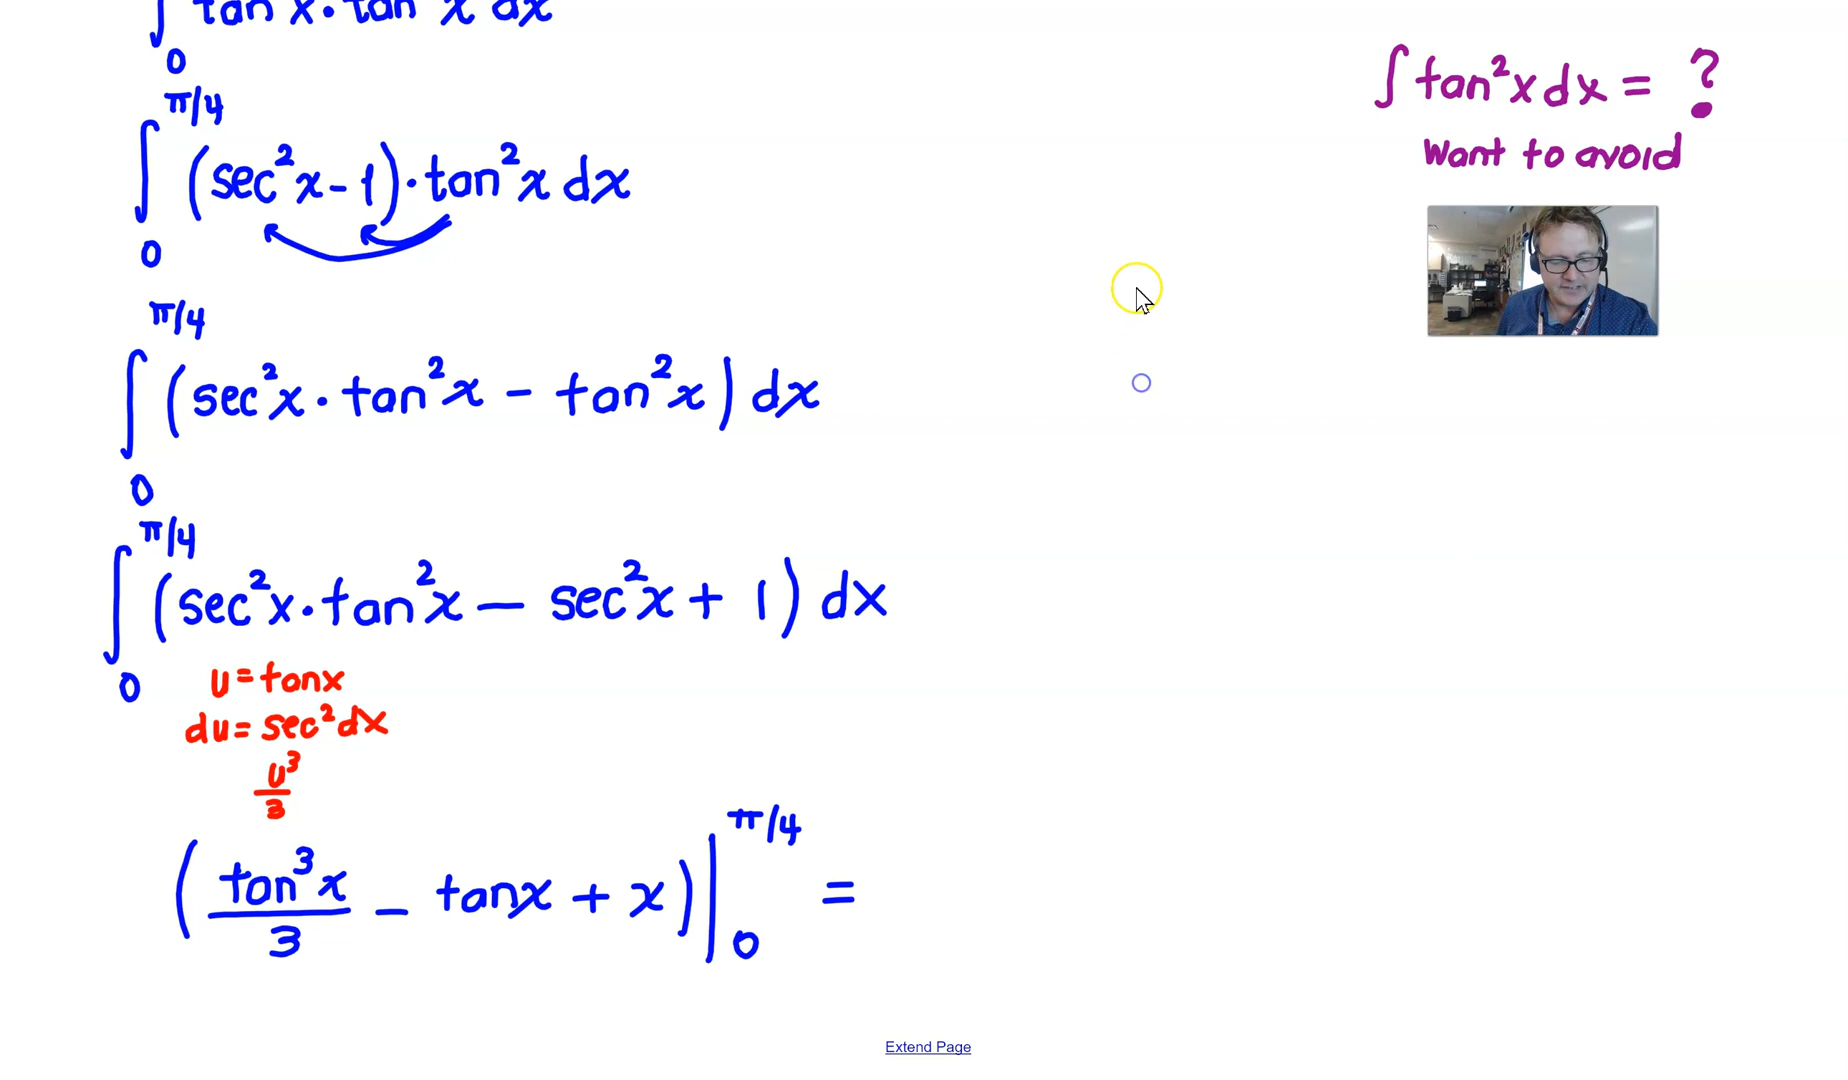 ∫ tan x · tan x dx
0
π/4
∫ (sec²x - 1) · tan²x dx
0
π/4
∫ (sec²x · tan²x - tan²x) dx
0
π/4
∫ (sec²x · tan²x — sec²x + 1) dx
0
u = tanx
du = sec² dx
u³
3
π/4
( tan³x / 3 - tanx + x ) | =
0
∫ tan²x dx = ?
Want to avoid
Extend Page